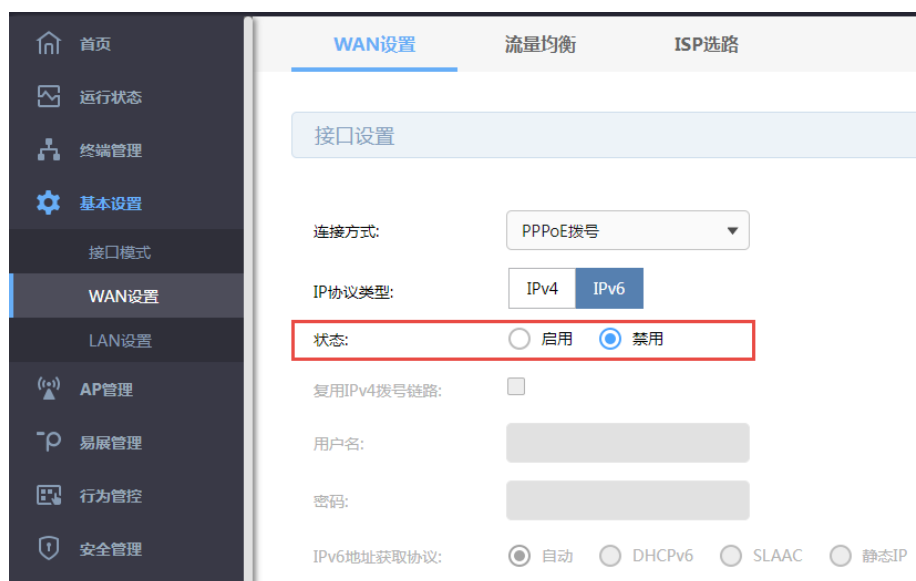 首页
运行状态
终端管理
基本设置
接口模式
WAN设置
LAN设置
AP管理
易展管理
行为管控
安全管理
WAN设置 流量均衡 ISP选路
接口设置
连接方式: PPPoE拨号
IP协议类型: IPv4 IPv6
状态: 启用 禁用
复用IPv4拨号链路:
用户名:
密码:
IPv6地址获取协议: 自动 DHCPv6 SLAAC 静态IP